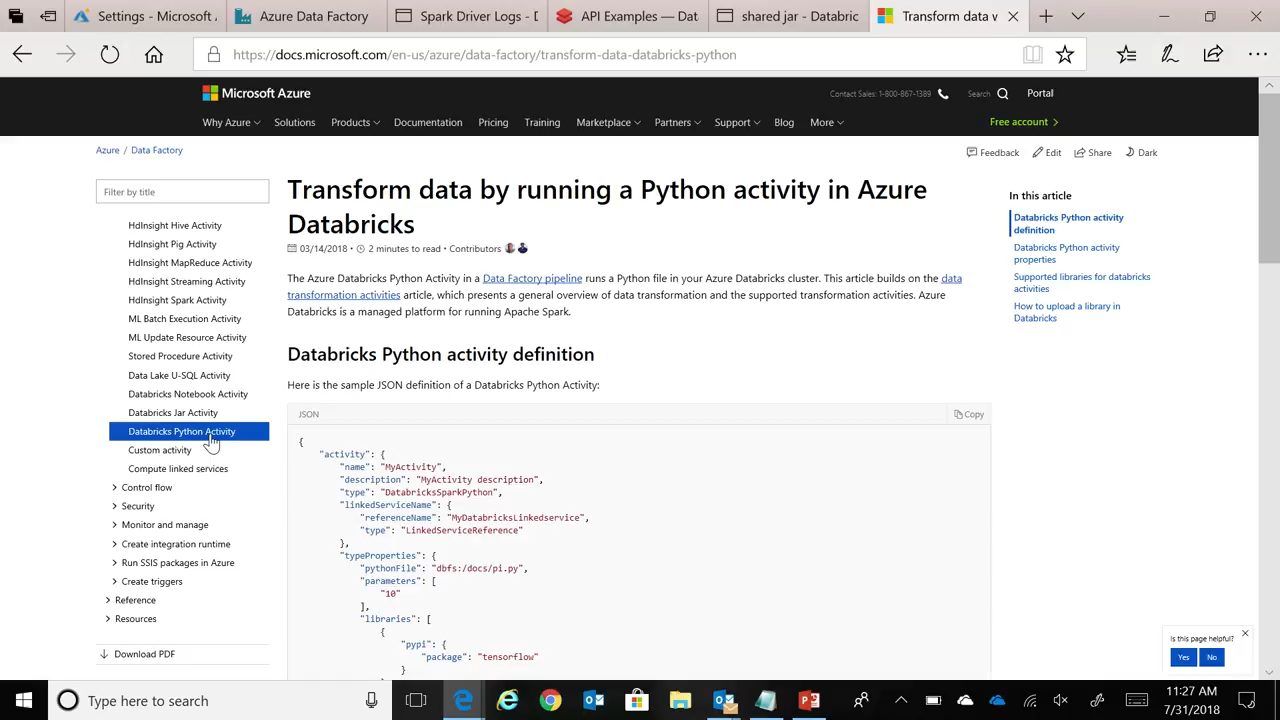 Settings - Microsoft A
Azure Data Factory
Spark Driver Logs - D
API Examples — Dat
shared jar - Databric
Transform data w
https://docs.microsoft.com/en-us/azure/data-factory/transform-data-databricks-python
Microsoft Azure
Contact Sales: 1-800-867-1389
Search
Portal
Why Azure
Solutions
Products
Documentation
Pricing
Training
Marketplace
Partners
Support
Blog
More
Free account
Azure / Data Factory
Feedback
Edit
Share
Dark
Filter by title
HdInsight Hive Activity
HdInsight Pig Activity
HdInsight MapReduce Activity
HdInsight Streaming Activity
HdInsight Spark Activity
ML Batch Execution Activity
ML Update Resource Activity
Stored Procedure Activity
Data Lake U-SQL Activity
Databricks Notebook Activity
Databricks Jar Activity
Databricks Python Activity
Custom activity
Compute linked services
Control flow
Security
Monitor and manage
Create integration runtime
Run SSIS packages in Azure
Create triggers
Reference
Resources
Download PDF
Transform data by running a Python activity in Azure
Databricks
03/14/2018 • 2 minutes to read • Contributors
The Azure Databricks Python Activity in a Data Factory pipeline runs a Python file in your Azure Databricks cluster. This article builds on the data
transformation activities article, which presents a general overview of data transformation and the supported transformation activities. Azure
Databricks is a managed platform for running Apache Spark.
Databricks Python activity definition
Here is the sample JSON definition of a Databricks Python Activity:
JSON
Copy
{
"activity": {
"name": "MyActivity",
"description": "MyActivity description",
"type": "DatabricksSparkPython",
"linkedServiceName": {
"referenceName": "MyDatabricksLinkedservice",
"type": "LinkedServiceReference"
},
"typeProperties": {
"pythonFile": "dbfs:/docs/pi.py",
"parameters": [
"10"
],
"libraries": [
{
"pypi": {
"package": "tensorflow"
}
In this article
Databricks Python activity
definition
Databricks Python activity
properties
Supported libraries for databricks
activities
How to upload a library in
Databricks
Is this page helpful?
Yes
No
Type here to search
11:27 AM
7/31/2018